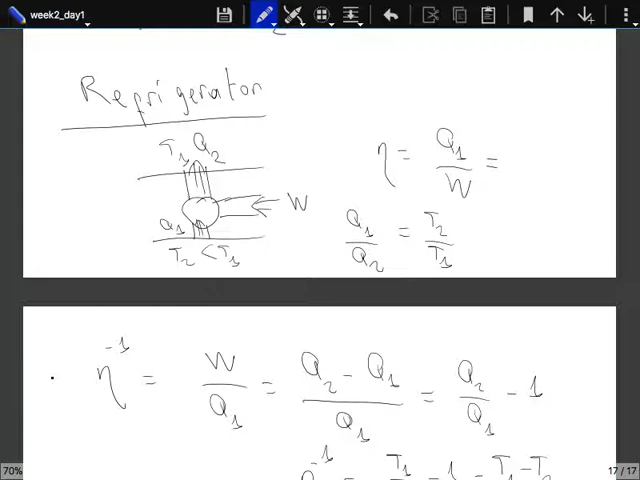 week2_day1
Refrigerator
T₁ Q₂
η = Q₁/W =
W
Q₁
Q₁/Q₂ = T₂/T₁
T₂ < T₁
η⁻¹ = W/Q₁ = (Q₂ - Q₁)/Q₁ = Q₂/Q₁ - 1
70%
17 / 17